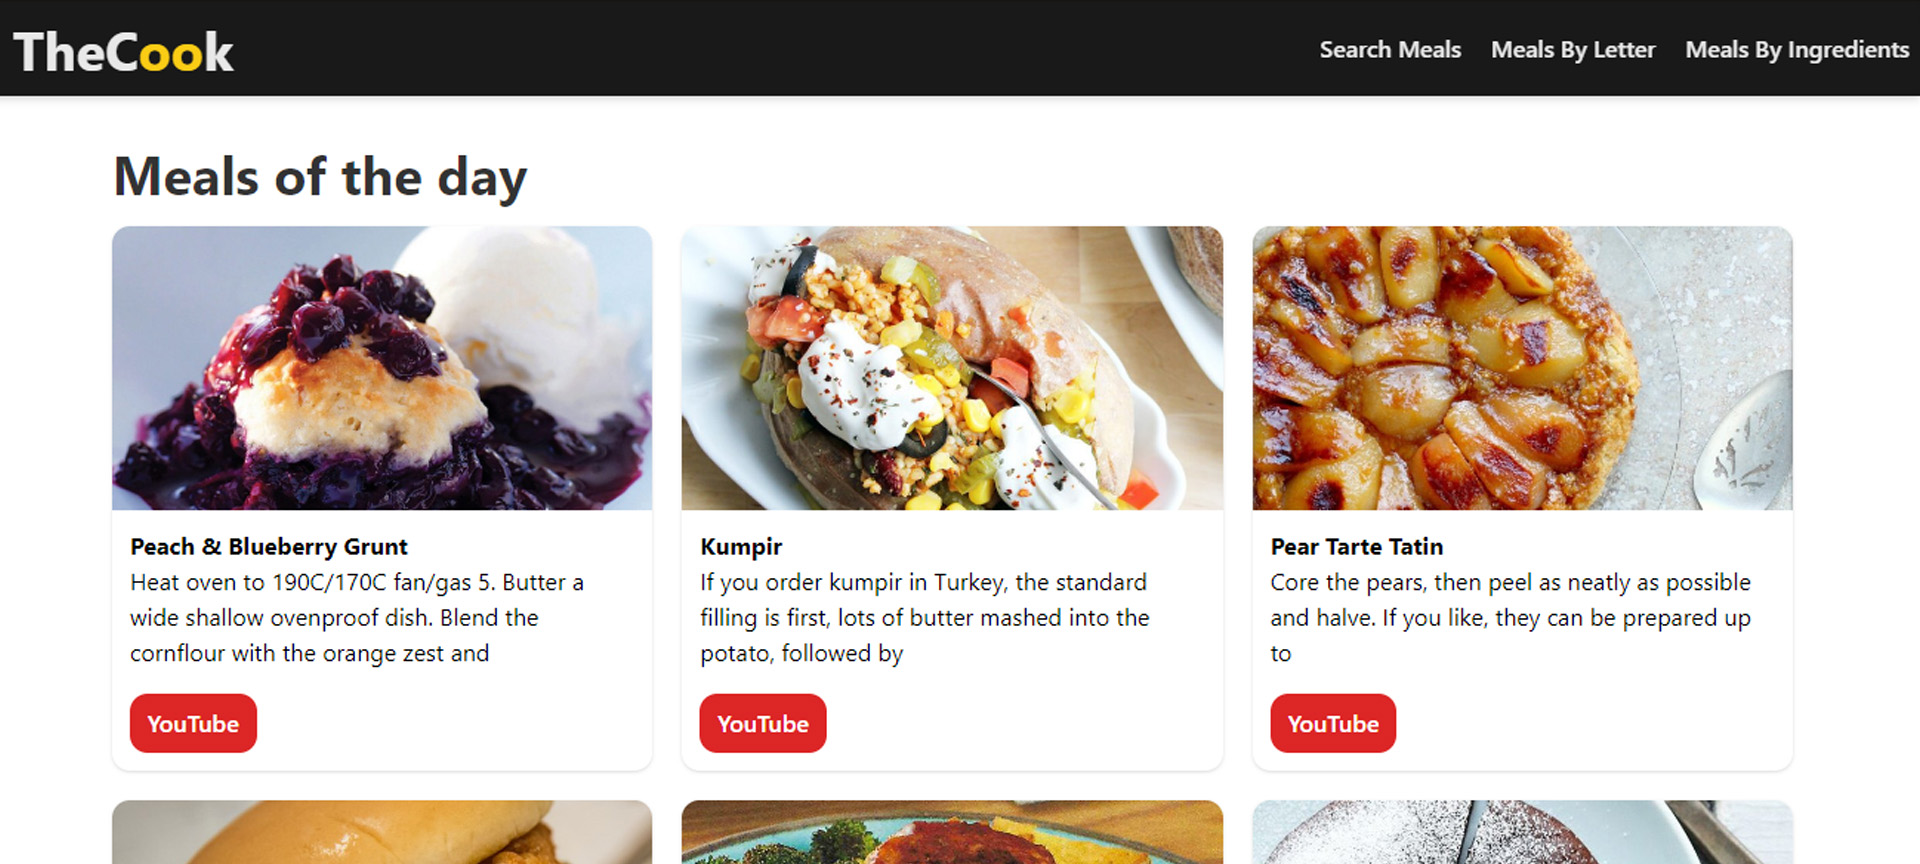 TheCook
Search Meals
Meals By Letter
Meals By Ingredients
Meals of the day
Peach & Blueberry Grunt
Heat oven to 190C/170C fan/gas 5. Butter a
wide shallow ovenproof dish. Blend the
cornflour with the orange zest and
YouTube
Kumpir
If you order kumpir in Turkey, the standard
filling is first, lots of butter mashed into the
potato, followed by
YouTube
Pear Tarte Tatin
Core the pears, then peel as neatly as possible
and halve. If you like, they can be prepared up
to
YouTube